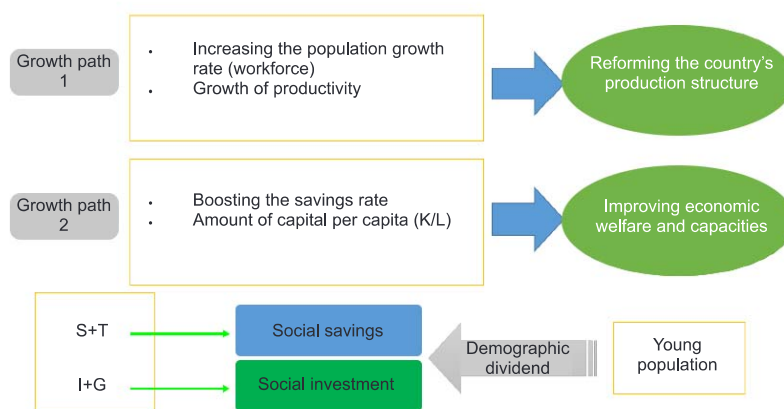 Growth path
1
• Increasing the population growth
rate (workforce)
• Growth of productivity
Reforming the country's
production structure
Growth path
2
• Boosting the savings rate
• Amount of capital per capita (K/L)
Improving economic
welfare and capacities
S+T
Social savings
I+G
Social investment
Demographic
dividend
Young
population